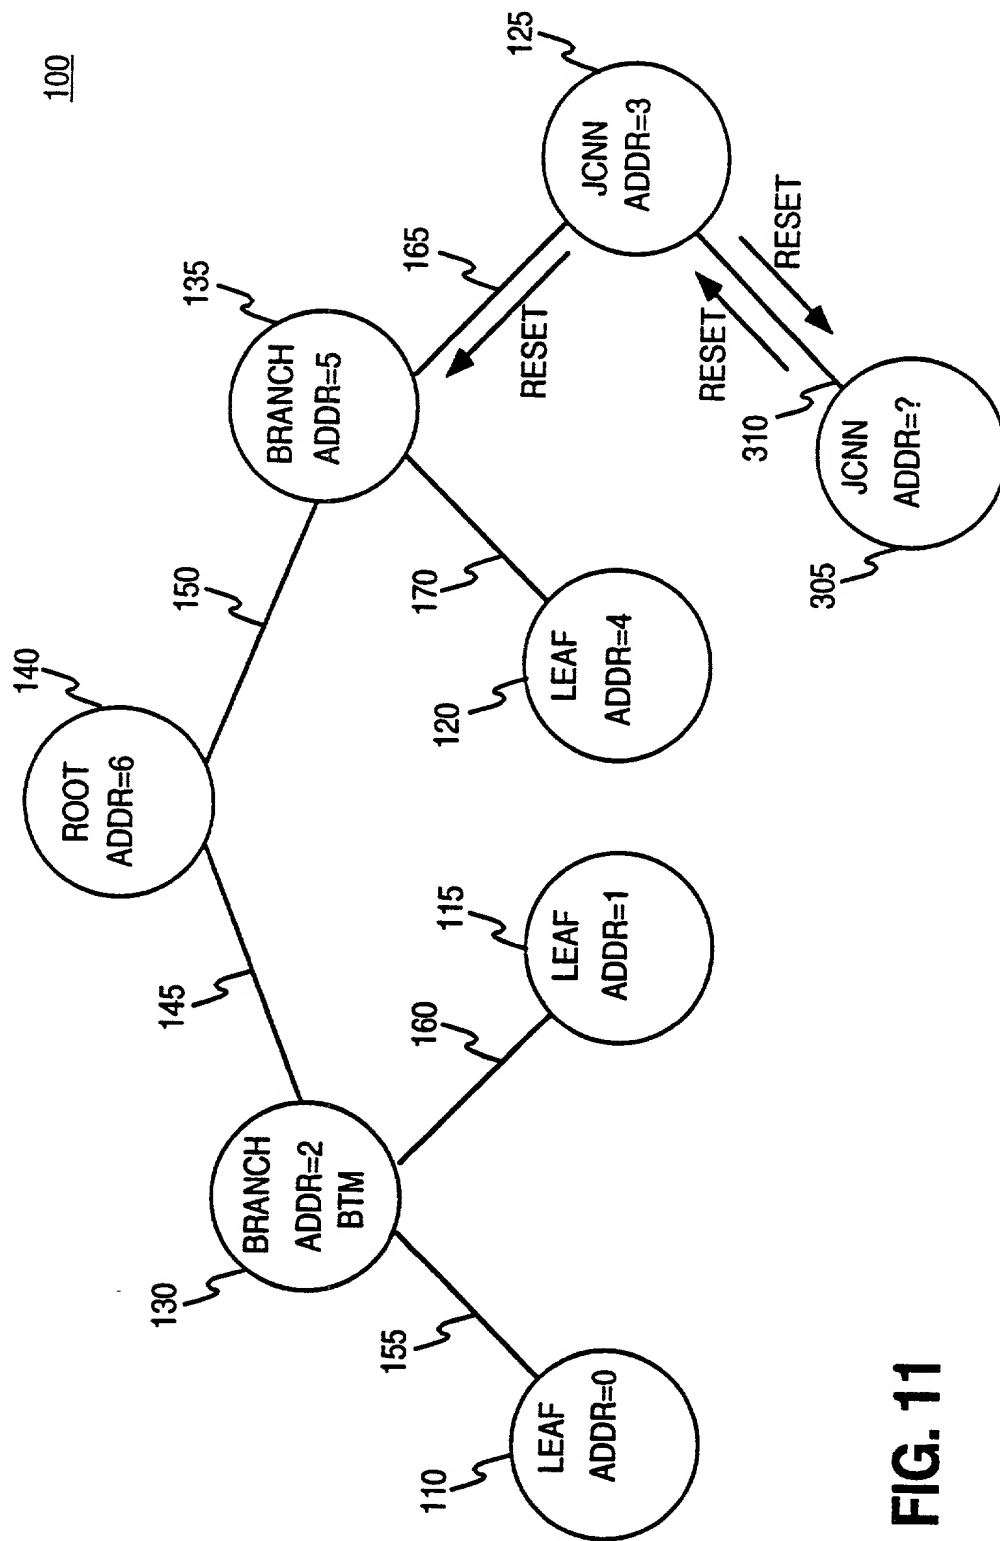 100
140
ROOT
ADDR=6
145
150
130
BRANCH
ADDR=2
BTM
135
BRANCH
ADDR=5
155
160
170
165
RESET
110
LEAF
ADDR=0
115
LEAF
ADDR=1
120
LEAF
ADDR=4
125
JCNN
ADDR=3
RESET
RESET
310
305
JCNN
ADDR=?
FIG. 11